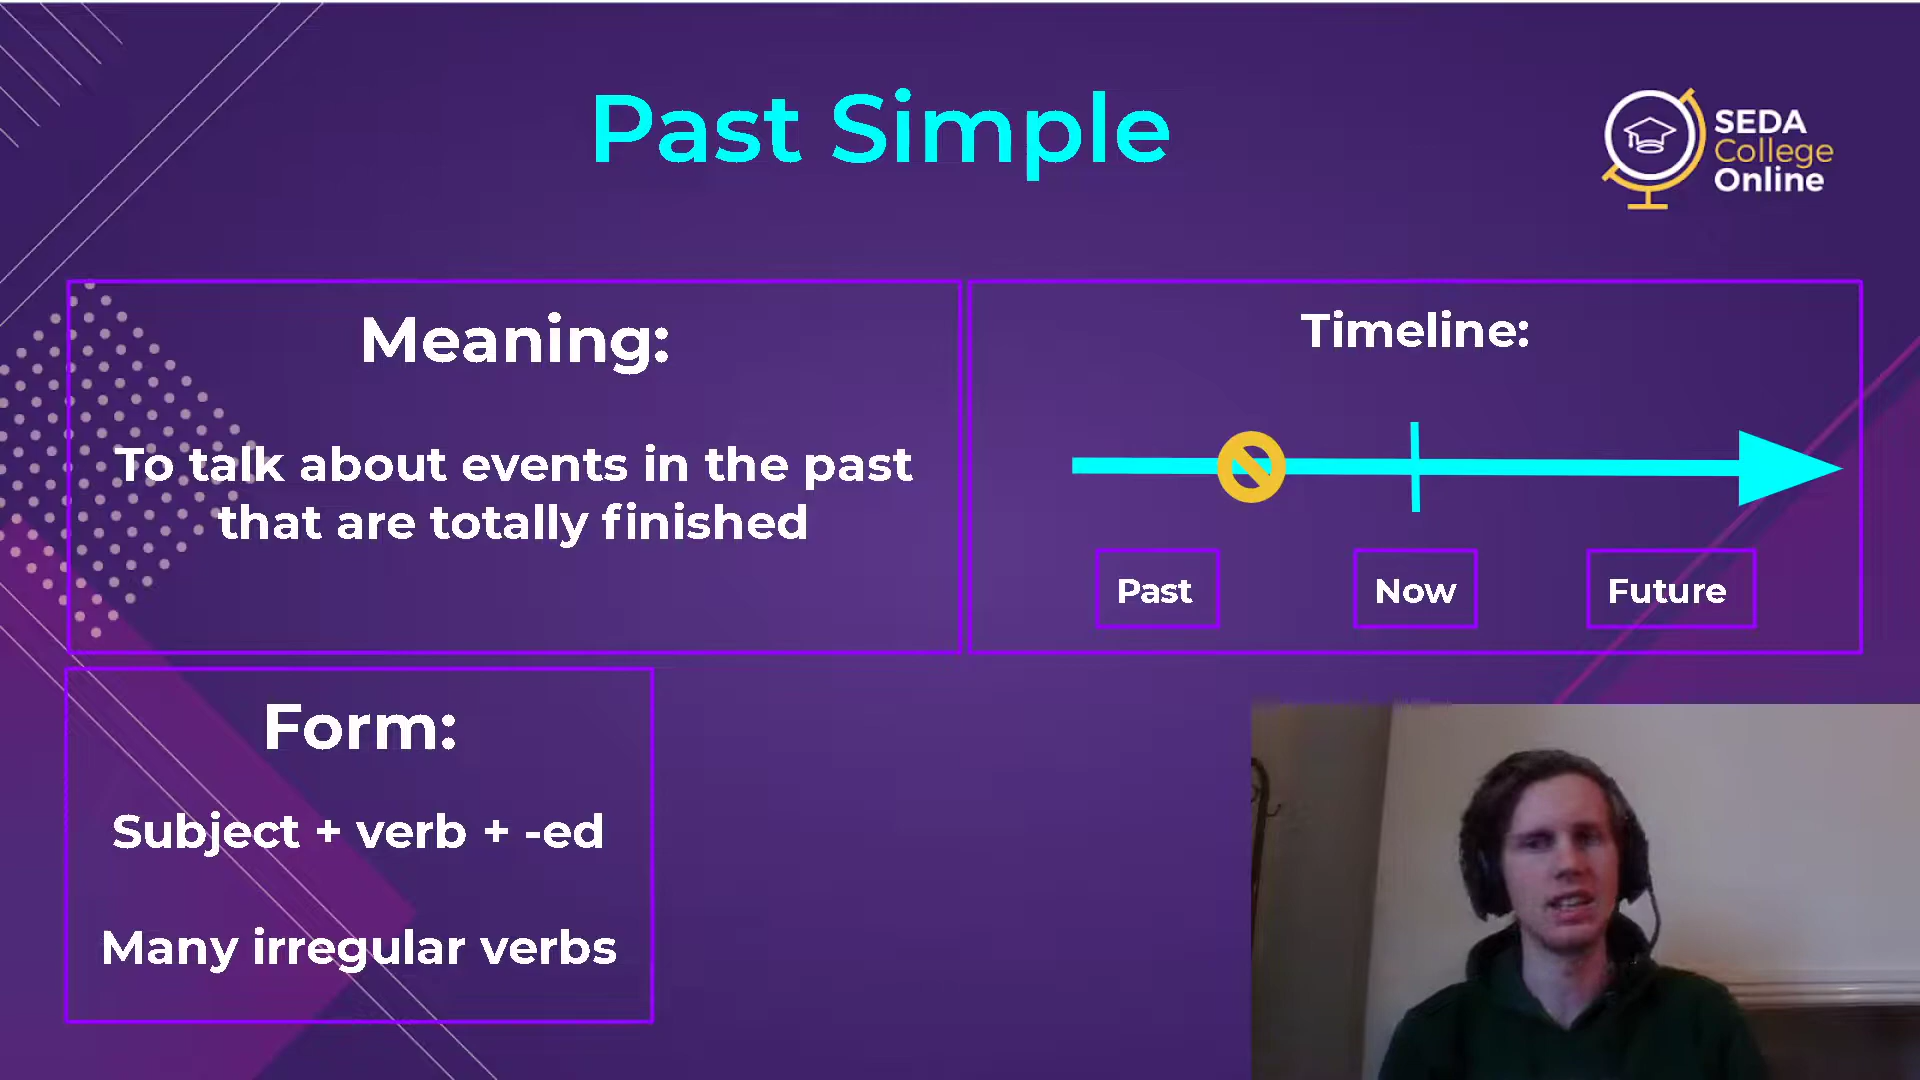 Past Simple
SEDA
College
Online
Meaning:
To talk about events in the past
that are totally finished
Timeline:
Past
Now
Future
Form:
Subject + verb + -ed
Many irregular verbs